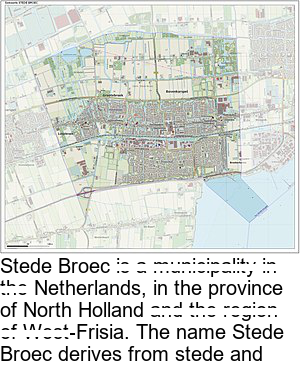 Gemeente STEDE BROEC
Bovenkarspel
Grootebroek
Stede Broec is a municipality in
the Netherlands, in the province
of North Holland and the region
of West-Frisia. The name Stede
Broec derives from stede and